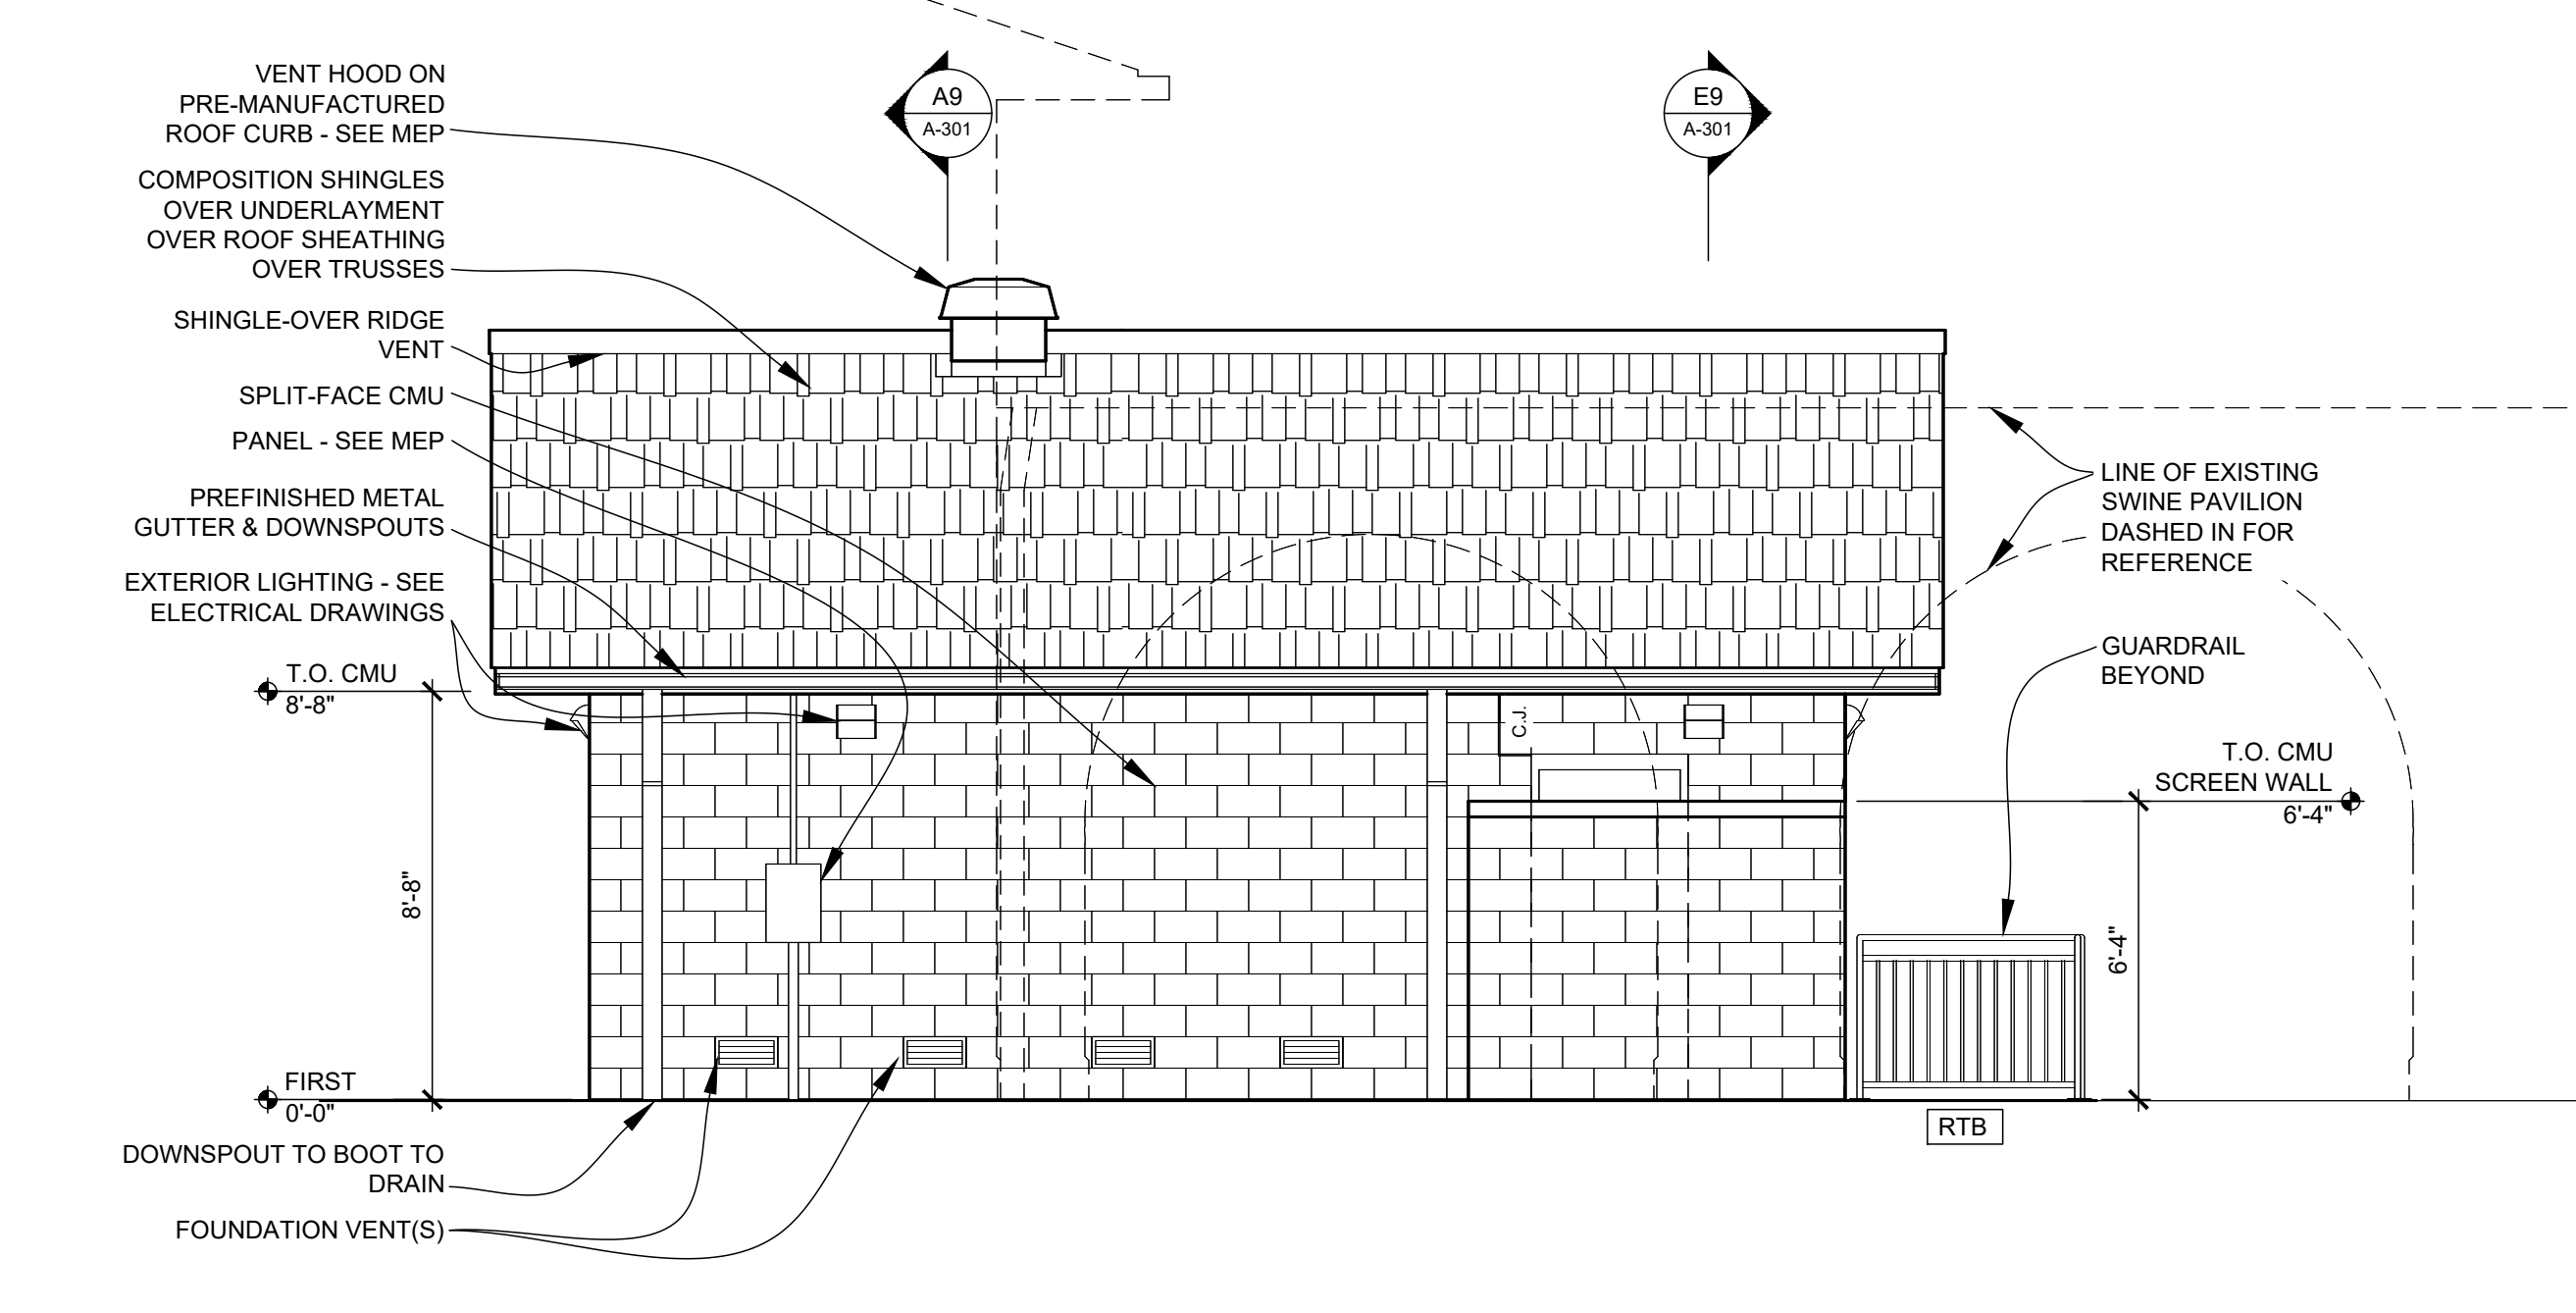 VENT HOOD ON
PRE-MANUFACTURED
ROOF CURB - SEE MEP
COMPOSITION SHINGLES
OVER UNDERLAYMENT
OVER ROOF SHEATHING
OVER TRUSSES
SHINGLE-OVER RIDGE
VENT
SPLIT-FACE CMU
PANEL - SEE MEP
PREFINISHED METAL
GUTTER & DOWNSPOUTS
EXTERIOR LIGHTING - SEE
ELECTRICAL DRAWINGS
T.O. CMU
8'-8"
8'-8"
FIRST
0'-0"
DOWNSPOUT TO BOOT TO
DRAIN
FOUNDATION VENT(S)
A9
A-301
E9
A-301
C.J.
LINE OF EXISTING
SWINE PAVILION
DASHED IN FOR
REFERENCE
GUARDRAIL
BEYOND
T.O. CMU
SCREEN WALL
6'-4"
6'-4"
RTB